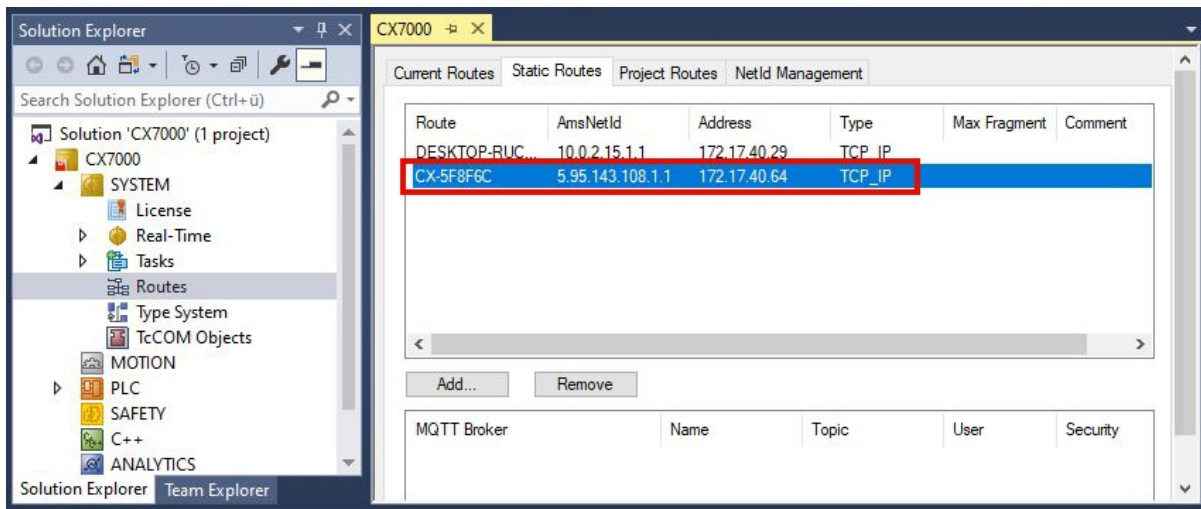 Solution Explorer
Search Solution Explorer (Ctrl+ü)
Solution 'CX7000' (1 project)
CX7000
SYSTEM
License
Real-Time
Tasks
Routes
Type System
TcCOM Objects
MOTION
PLC
SAFETY
C++
ANALYTICS
Solution Explorer Team Explorer
CX7000
Current Routes Static Routes Project Routes NetId Management
Route AmsNetId Address Type Max Fragment Comment
DESKTOP-RUC... 10.0.2.15.1.1 172.17.40.29 TCP_IP
CX-5F8F6C 5.95.143.108.1.1 172.17.40.64 TCP_IP
Add... Remove
MQTT Broker Name Topic User Security